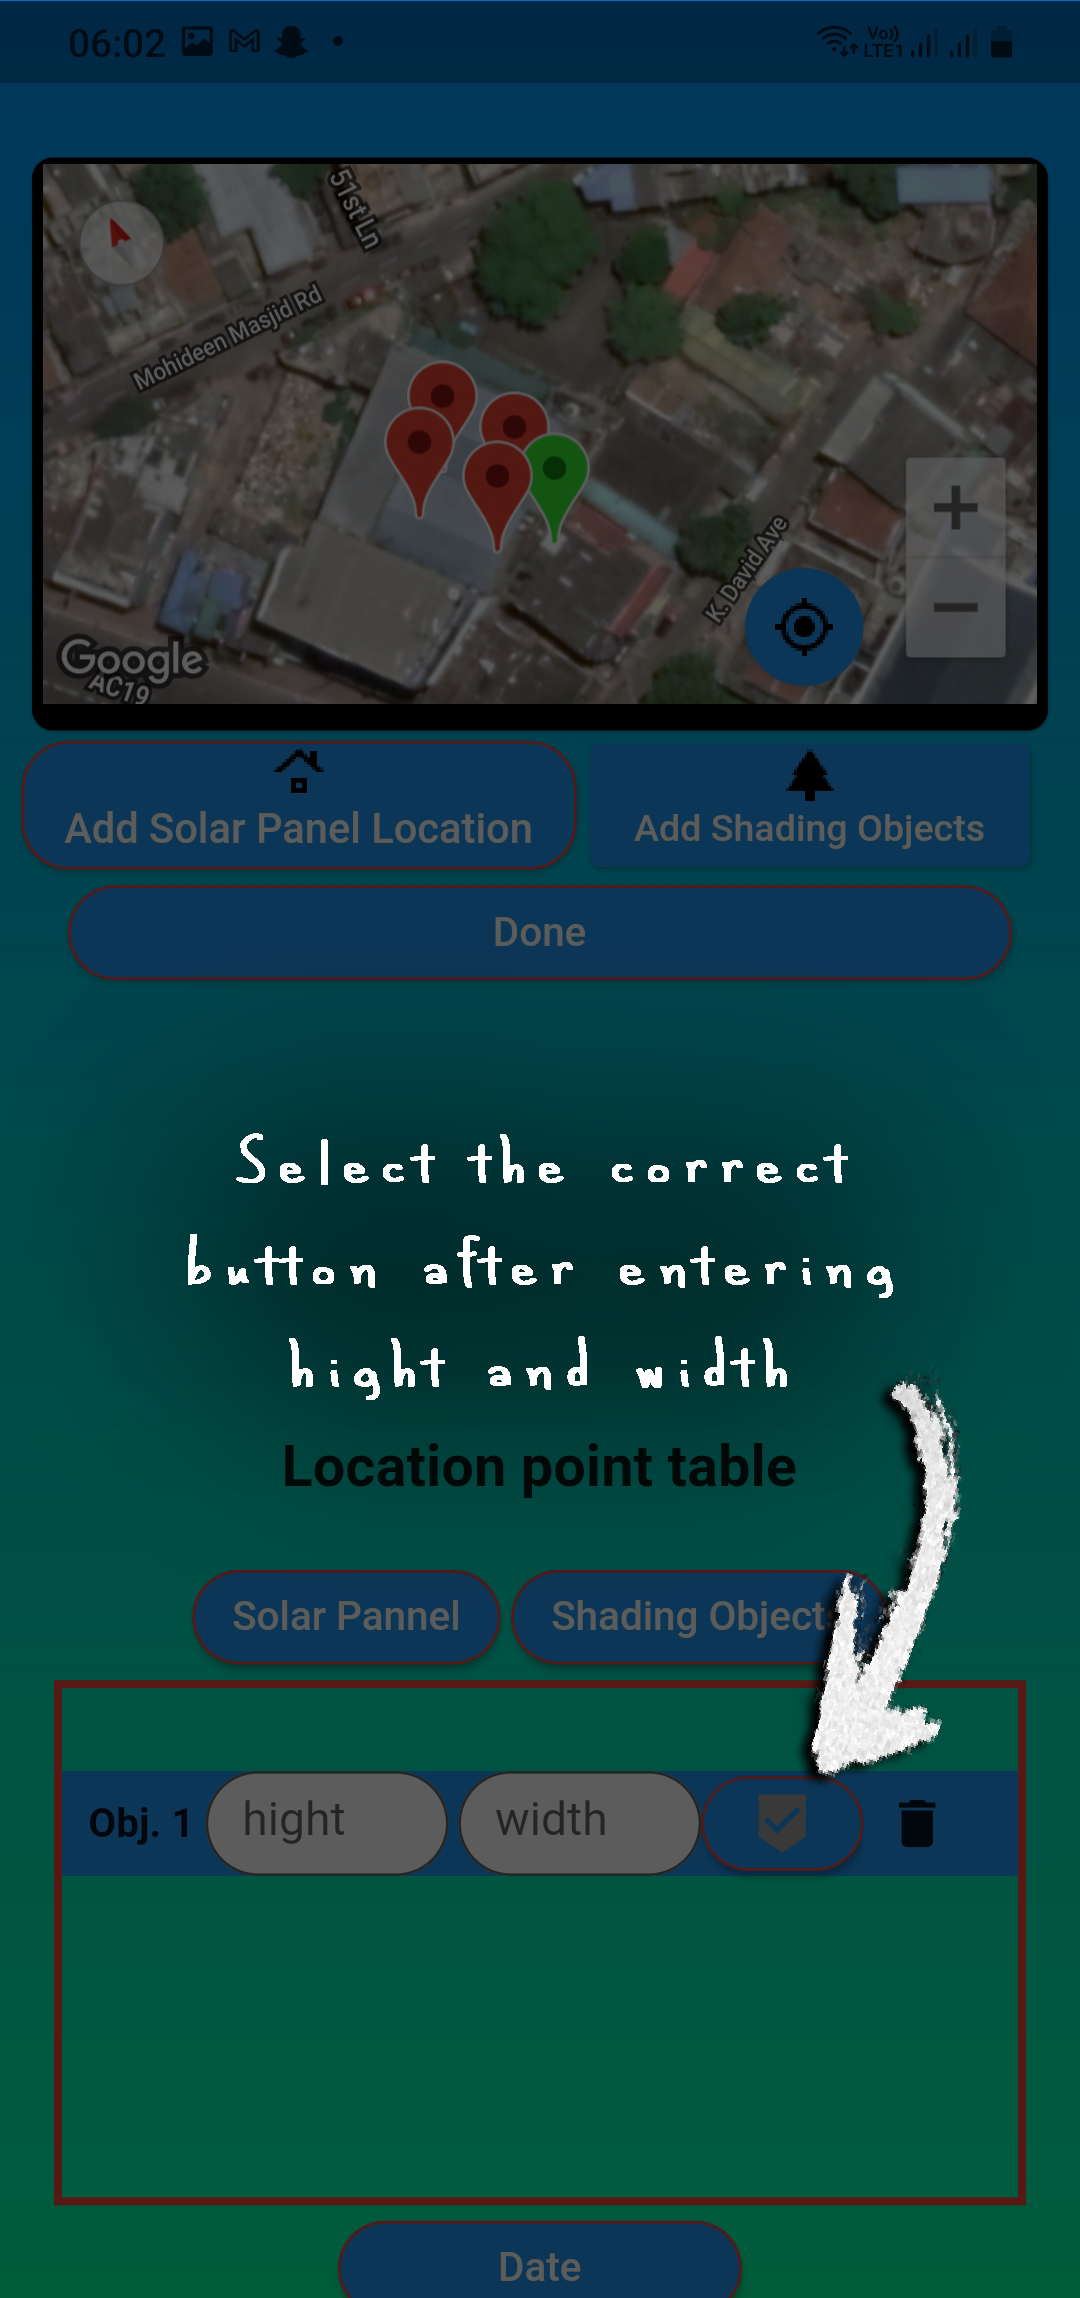 06:02
Vo))
LTE1
51st Ln
Mohideen Masjid Rd
K. David Ave
Google
AC19
Add Solar Panel Location
Add Shading Objects
Done
Select the correct
button after entering
hight and width
Location point table
Solar Pannel
Shading Objects
Obj. 1
hight
width
Date